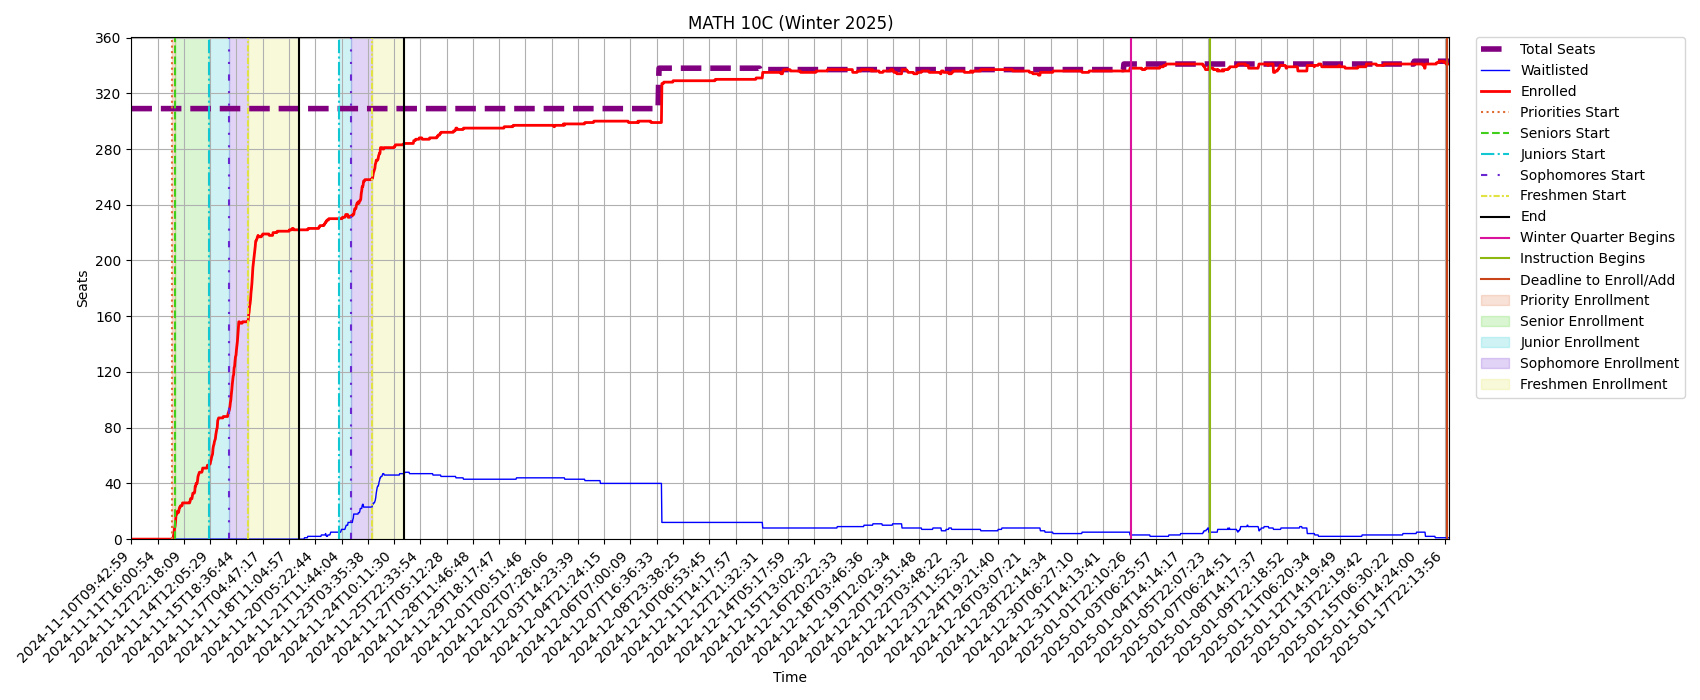 MATH 10C (Winter 2025)
Seats
360
320
280
240
200
160
120
80
40
0
2024-11-10T09:42:59
2024-11-11T16:00:54
2024-11-12T22:18:09
2024-11-14T12:05:29
2024-11-15T18:36:44
2024-11-17T04:47:17
2024-11-18T11:04:57
2024-11-20T05:22:44
2024-11-21T11:44:04
2024-11-23T03:35:38
2024-11-24T10:11:30
2024-11-25T22:33:54
2024-11-27T05:12:28
2024-11-28T11:46:48
2024-11-29T18:17:47
2024-12-01T00:51:46
2024-12-02T07:28:06
2024-12-03T14:23:39
2024-12-04T21:24:15
2024-12-06T07:00:09
2024-12-07T16:36:33
2024-12-08T23:38:25
2024-12-10T06:53:45
2024-12-11T14:17:57
2024-12-12T21:32:31
2024-12-14T05:17:59
2024-12-15T13:02:32
2024-12-16T20:22:33
2024-12-18T03:46:36
2024-12-19T12:02:34
2024-12-20T19:51:48
2024-12-22T03:48:22
2024-12-23T11:52:32
2024-12-24T19:21:40
2024-12-26T03:07:21
2024-12-28T22:14:34
2024-12-30T06:27:10
2024-12-31T14:13:41
2025-01-01T22:10:26
2025-01-03T06:25:57
2025-01-04T14:14:17
2025-01-05T22:07:23
2025-01-07T06:24:51
2025-01-08T14:17:37
2025-01-09T22:18:52
2025-01-11T06:20:34
2025-01-12T14:19:49
2025-01-13T22:19:42
2025-01-15T06:30:22
2025-01-16T14:24:00
2025-01-17T22:13:56
Time
Total Seats
Waitlisted
Enrolled
Priorities Start
Seniors Start
Juniors Start
Sophomores Start
Freshmen Start
End
Winter Quarter Begins
Instruction Begins
Deadline to Enroll/Add
Priority Enrollment
Senior Enrollment
Junior Enrollment
Sophomore Enrollment
Freshmen Enrollment